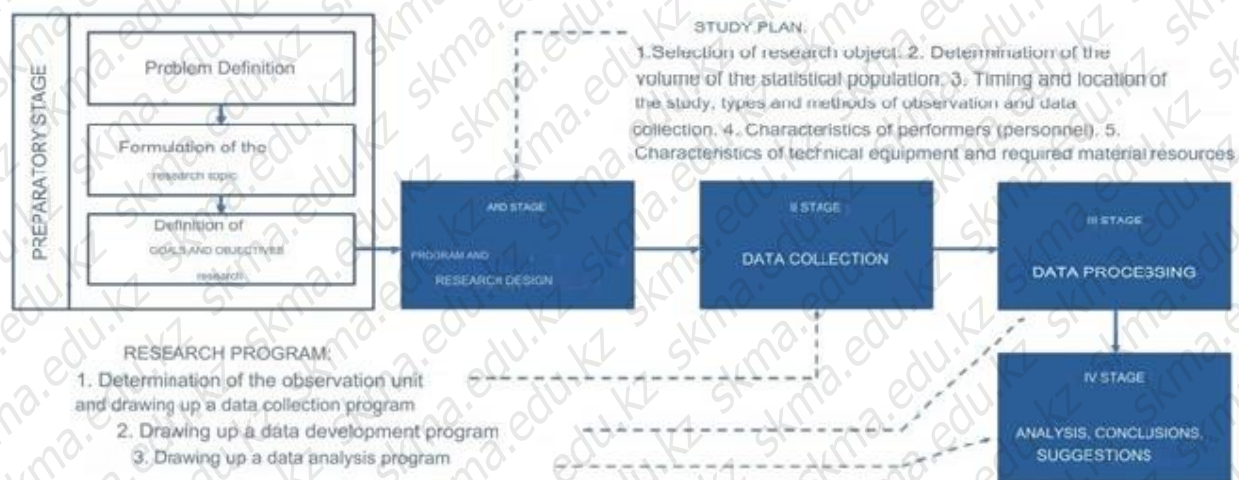 PREPARATORY STAGE
Problem Definition
Formulation of the
research topic
Definition of
GOALS AND OBJECTIVES
research
STUDY PLAN:
1.Selection of research object. 2. Determination of the
volume of the statistical population. 3. Timing and location of
the study, types and methods of observation and data
collection. 4. Characteristics of performers (personnel). 5.
Characteristics of technical equipment and required material resources
AND STAGE
PROGRAM AND
RESEARCH DESIGN
II STAGE
DATA COLLECTION
III STAGE
DATA PROCESSING
IV STAGE
ANALYSIS, CONCLUSIONS,
SUGGESTIONS
RESEARCH PROGRAM:
1. Determination of the observation unit
and drawing up a data collection program
2. Drawing up a data development program
3. Drawing up a data analysis program
skma.edu.kz